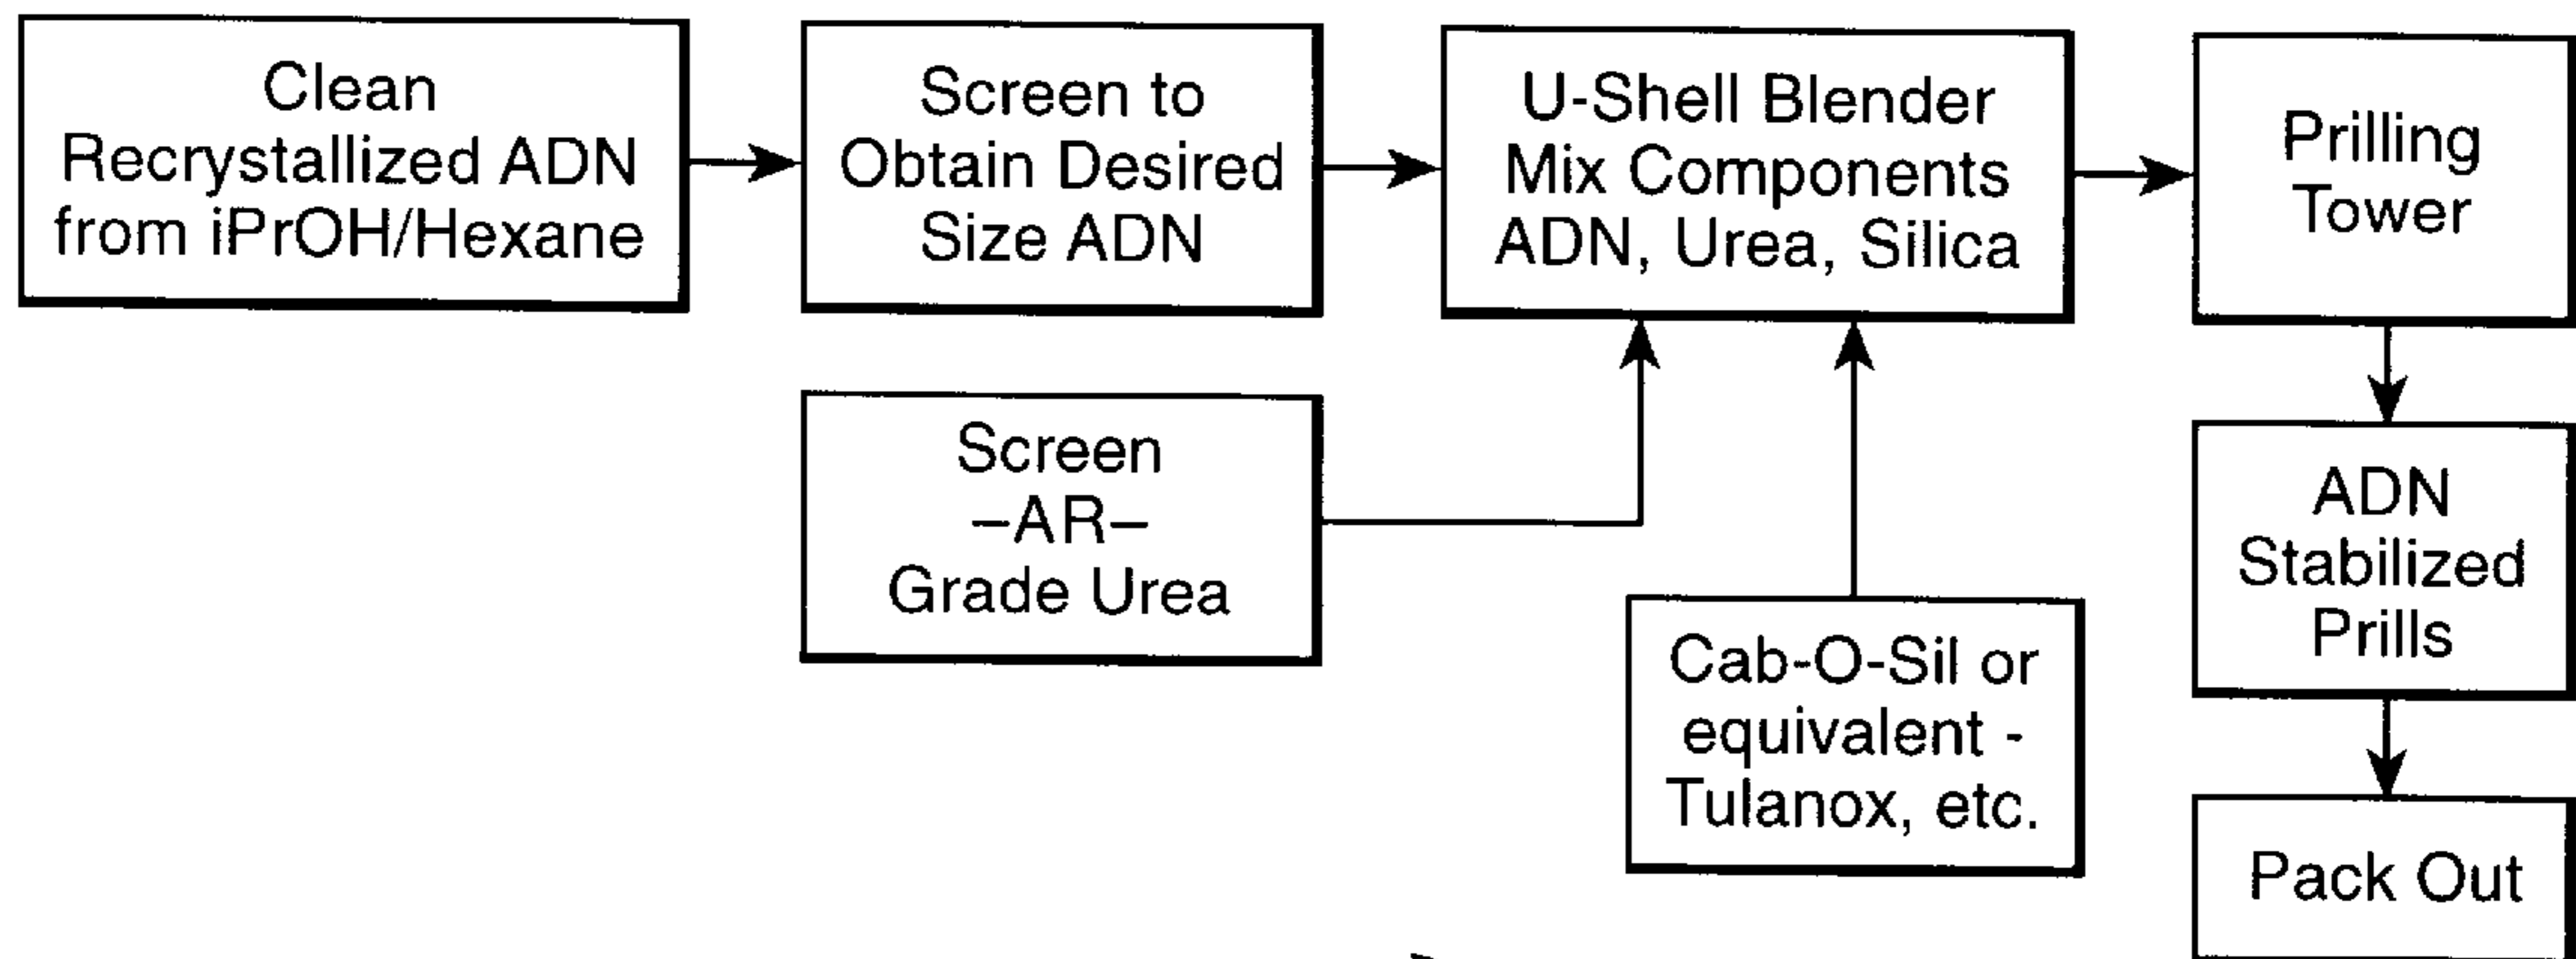 Clean
Recrystallized ADN
from iPrOH/Hexane
Screen to
Obtain Desired
Size ADN
U-Shell Blender
Mix Components
ADN, Urea, Silica
Prilling
Tower
Screen
–AR–
Grade Urea
Cab-O-Sil or
equivalent -
Tulanox, etc.
ADN
Stabilized
Prills
Pack Out